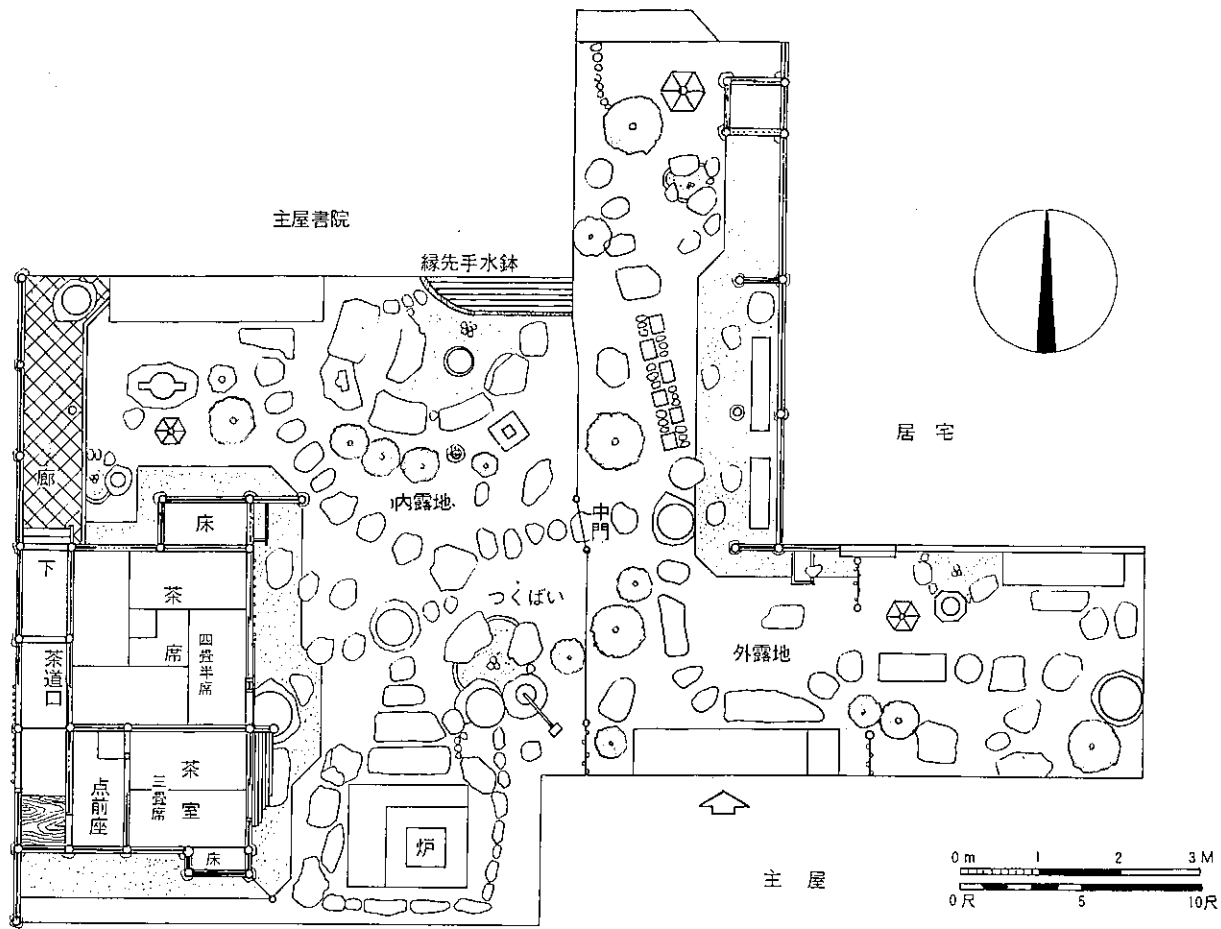 主屋書院
縁先手水鉢
居宅
廊
内露地
中門
床
下
茶席
四畳半席
つくばい
外露地
茶道口
茶室
三畳席
点前座
床
炉
主屋
0 m 1 2 3 M
0 尺 5 10尺